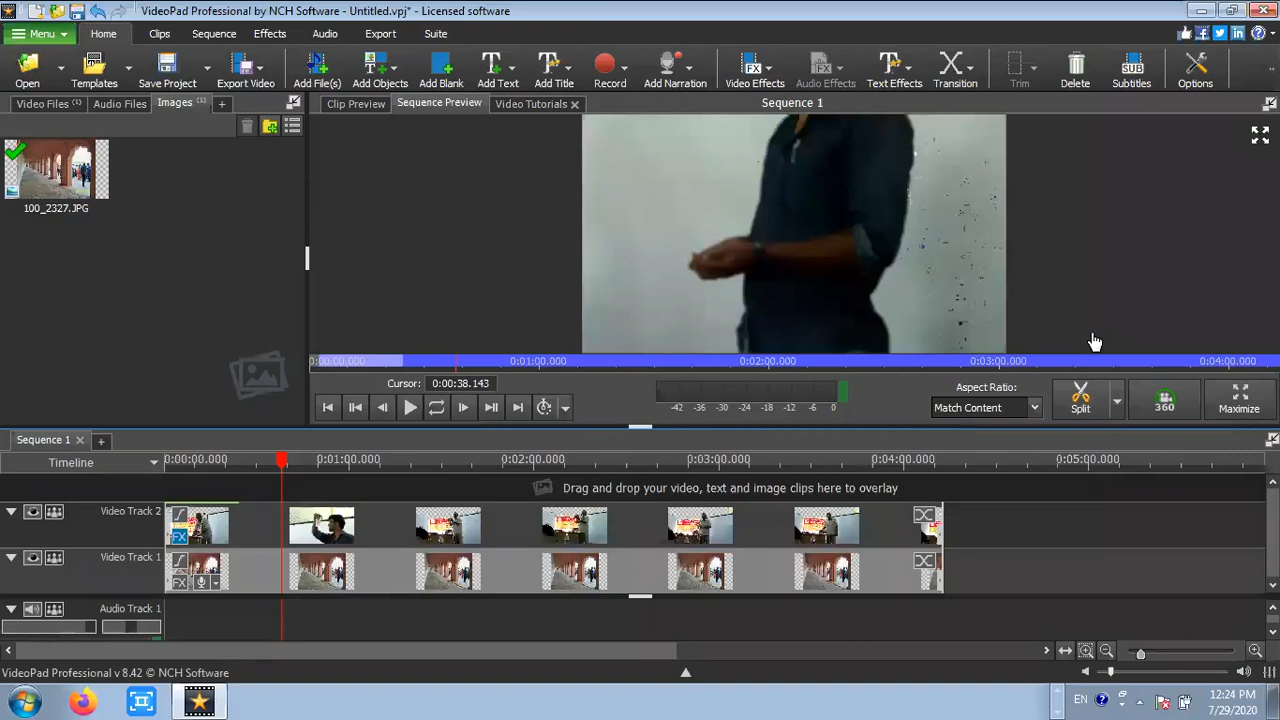 VideoPad Professional by NCH Software - Untitled.vpj* - Licensed software
Menu Home Clips Sequence Effects Audio Export Suite
Open Templates Save Project Export Video Add File(s) Add Objects Add Blank Add Text Add Title Record Add Narration Video Effects Audio Effects Text Effects Transition Trim Delete Subtitles Options
Video Files (1) Audio Files Images (1) +
Clip Preview Sequence Preview Video Tutorials Sequence 1
100_2327.JPG
0:00:00.000 0:01:00.000 0:02:00.000 0:03:00.000 0:04:00.000
Cursor: 0:00:38.143
-42 -36 -30 -24 -18 -12 -6 0
Aspect Ratio:
Match Content
Split
360
Maximize
Sequence 1 +
Timeline
0:00:00.000 0:01:00.000 0:02:00.000 0:03:00.000 0:04:00.000 0:05:00.000
Drag and drop your video, text and image clips here to overlay
Video Track 2
FX
Video Track 1
FX
Audio Track 1
VideoPad Professional v 8.42 © NCH Software
EN
12:24 PM
7/29/2020